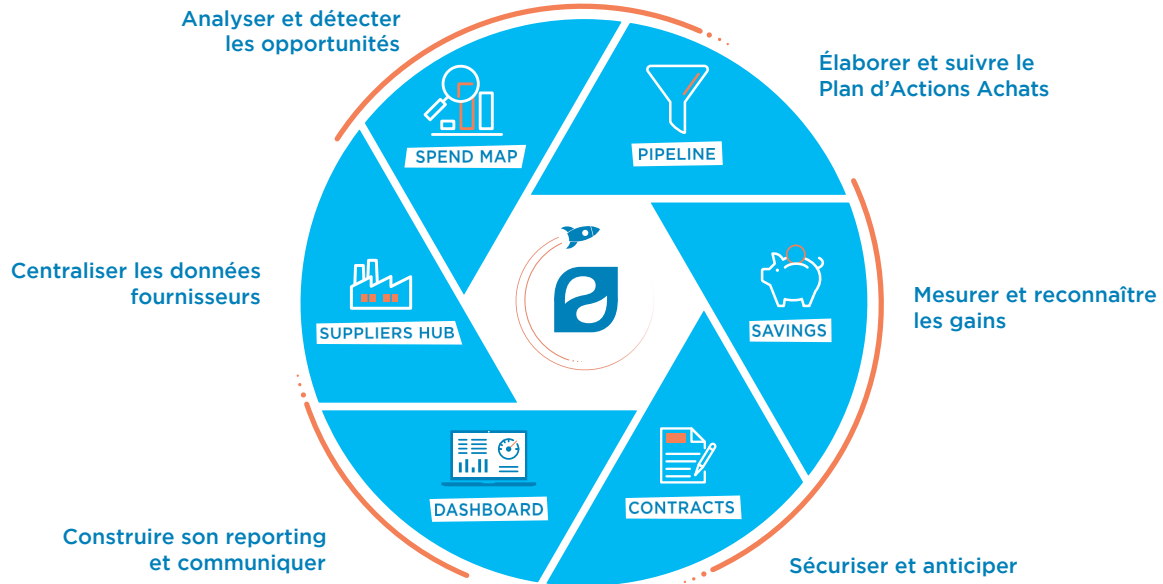 Analyser et détecter
les opportunités
Élaborer et suivre le
Plan d'Actions Achats
SPEND MAP
PIPELINE
Centraliser les données
fournisseurs
SUPPLIERS HUB
SAVINGS
Mesurer et reconnaître
les gains
DASHBOARD
CONTRACTS
Construire son reporting
et communiquer
Sécuriser et anticiper